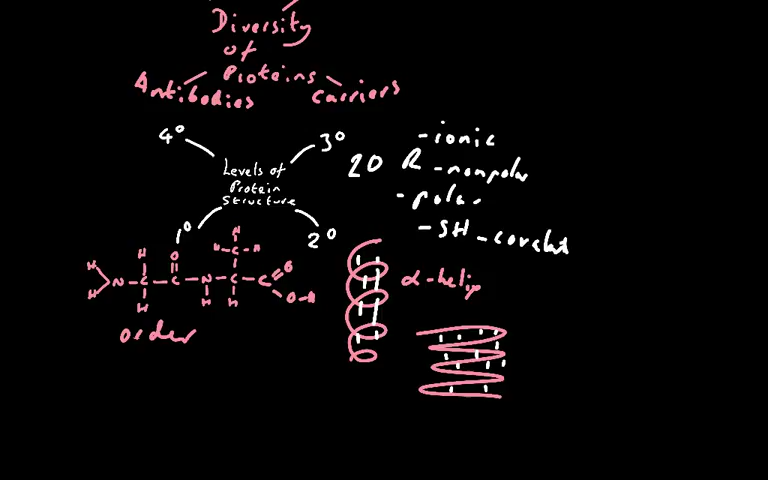 Diversity
of
Proteins
Antibodies
carriers
4°
3°
Levels of
Protein
Structure
1°
2°
20 R
- ionic
- nonpolar
- polar
- SH - covalent
H
H - C - H
H
O
H
N - C - C - N - C - C
O
O - H
H
H
H
H
order
α-helix